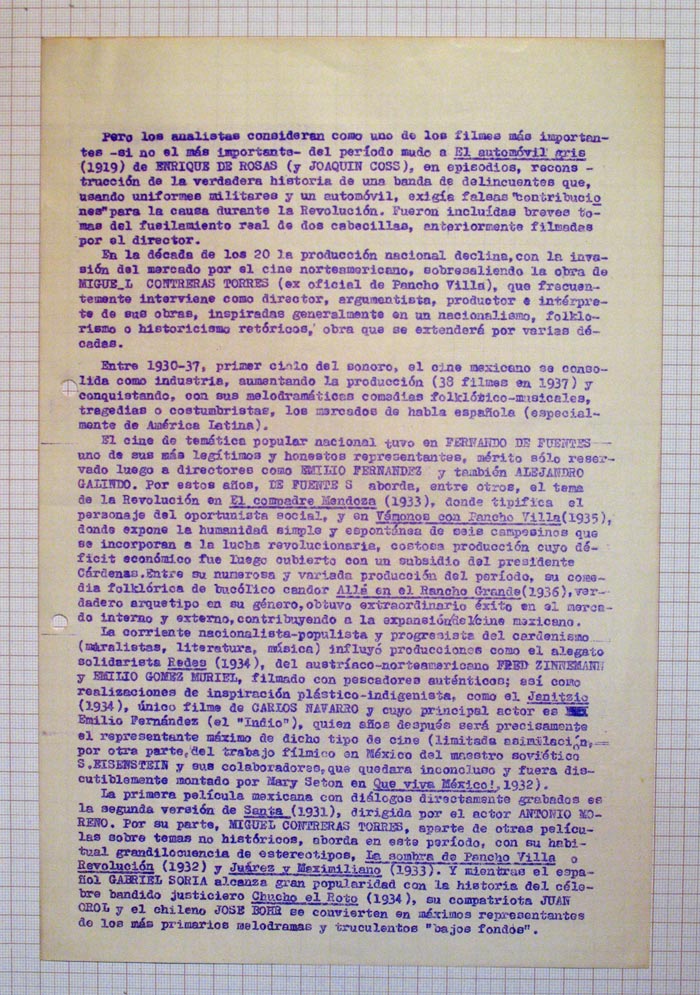 Pero los analistas consideran como uno de los filmes más importan-
tes -si no el más importante- del período mudo a El automóvil gris
(1919) de ENRIQUE DE ROSAS (y JOAQUIN COSS), en episodios, recons -
trucción de la verdadera historia de una banda de delincuentes que,
usando uniformes militares y un automóvil, exigía falsas "contribucio
nes" para la causa durante la Revolución. Fueron incluídas breves to-
mas del fusilamiento real de dos cabecillas, anteriormente filmadas
por el director.
En la década de los 20 la producción nacional declina, con la inva-
sión del mercado por el cine norteamericano, sobresaliendo la obra de
MIGUE_L CONTRERAS TORRES (ex oficial de Pancho Villa), que frecuen-
temente interviene como director, argumentista, productor e intérpre-
te de sus obras, inspiradas generalmente en un nacionalismo, folklo-
rismo o historicismo retóricos, obra que se extenderá por varias dé-
cadas.
Entre 1930-37, primer ciclo del sonoro, el cine mexicano se conso-
lida como industria, aumentando la producción (38 filmes en 1937) y
conquistando, con sus melodramáticas comedias folklórico-musicales,
tragedias o costumbristas, los mercados de habla española (especial-
mente de América Latina).
El cine de temática popular nacional tuvo en FERNANDO DE FUENTES
uno de sus más legítimos y honestos representantes, mérito sólo reser-
vado luego a directores como EMILIO FERNANDEZ y también ALEJANDRO
GALINDO. Por estos años, DE FUENTE S aborda, entre otros, el tema
de la Revolución en El compadre Mendoza (1933), donde tipifica el
personaje del oportunista social, y en Vámonos con Pancho Villa(1935),
donde expone la humanidad simple y espontánea de seis campesinos que
se incorporan a la lucha revolucionaria, costosa producción cuyo dé-
ficit económico fue luego cubierto con un subsidio del presidente
Cárdenas.Entre su numerosa y variada producción del período, su come-
dia folklórica de bucólico candor Allá en el Rancho Grande(1936), ver-
dadero arquetipo en su género, obtuvo extraordinario éxito en el merca-
do interno y externo, contribuyendo a la expansión del cine mexicano.
La corriente nacionalista-populista y progresista del cardenismo
(muralistas, literatura, música) influyó producciones como el alegato
solidarista Redes (1934), del austríaco-norteamericano FRED ZINNEMANN
y EMILIO GOMEZ MURIEL, filmado con pescadores auténticos; así como
realizaciones de inspiración plástico-indigenista, como el Janitzio
(1934), único filme de CARLOS NAVARRO y cuyo principal actor es
Emilio Fernández (el "Indio"), quien años después será precisamente
el representante máximo de dicho tipo de cine (limitada asimilación,
por otra parte, del trabajo fílmico en México del maestro soviético
S.EISENSTEIN y sus colaboradores, que quedara inconcluso y fuera dis-
cutiblemente montado por Mary Seton en Que viva México!, 1932).
La primera película mexicana con diálogos directamente grabados es
la segunda versión de Santa (1931), dirigida por el actor ANTONIO MO-
RENO. Por su parte, MIGUEL CONTRERAS TORRES, aparte de otras pelícu-
las sobre temas no históricos, aborda en este período, con su habi-
tual grandilocuencia de estereotipos, La sombra de Pancho Villa o
Revolución (1932) y Juárez y Maximiliano (1933). Y mientras el espa-
ñol GABRIEL SORIA alcanza gran popularidad con la historia del céle-
bre bandido justiciero Chucho el Roto (1934), su compatriota JUAN
OROL y el chileno JOSE BOHR se convierten en máximos representantes
de los más primarios melodramas y truculentos "bajos fondos".